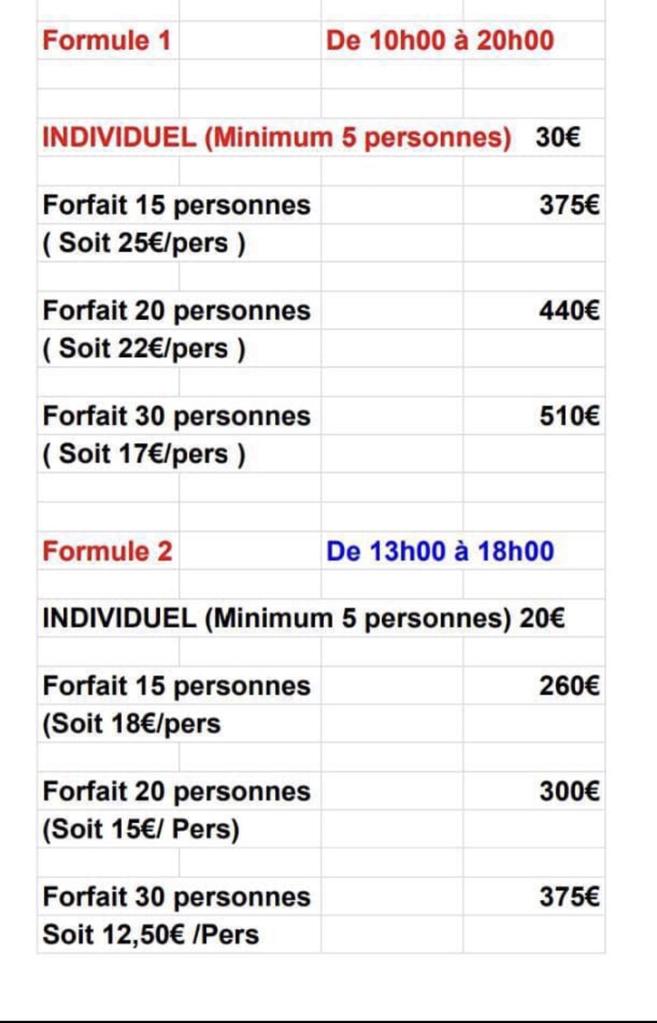 Formule 1 De 10h00 à 20h00
INDIVIDUEL (Minimum 5 personnes) 30€
Forfait 15 personnes 375€
( Soit 25€/pers )
Forfait 20 personnes 440€
( Soit 22€/pers )
Forfait 30 personnes 510€
( Soit 17€/pers )
Formule 2 De 13h00 à 18h00
INDIVIDUEL (Minimum 5 personnes) 20€
Forfait 15 personnes 260€
(Soit 18€/pers
Forfait 20 personnes 300€
(Soit 15€/ Pers)
Forfait 30 personnes 375€
Soit 12,50€ /Pers